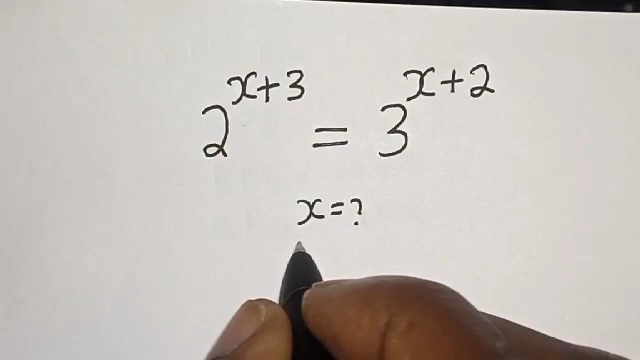 2^{x+3} = 3^{x+2}
x=?